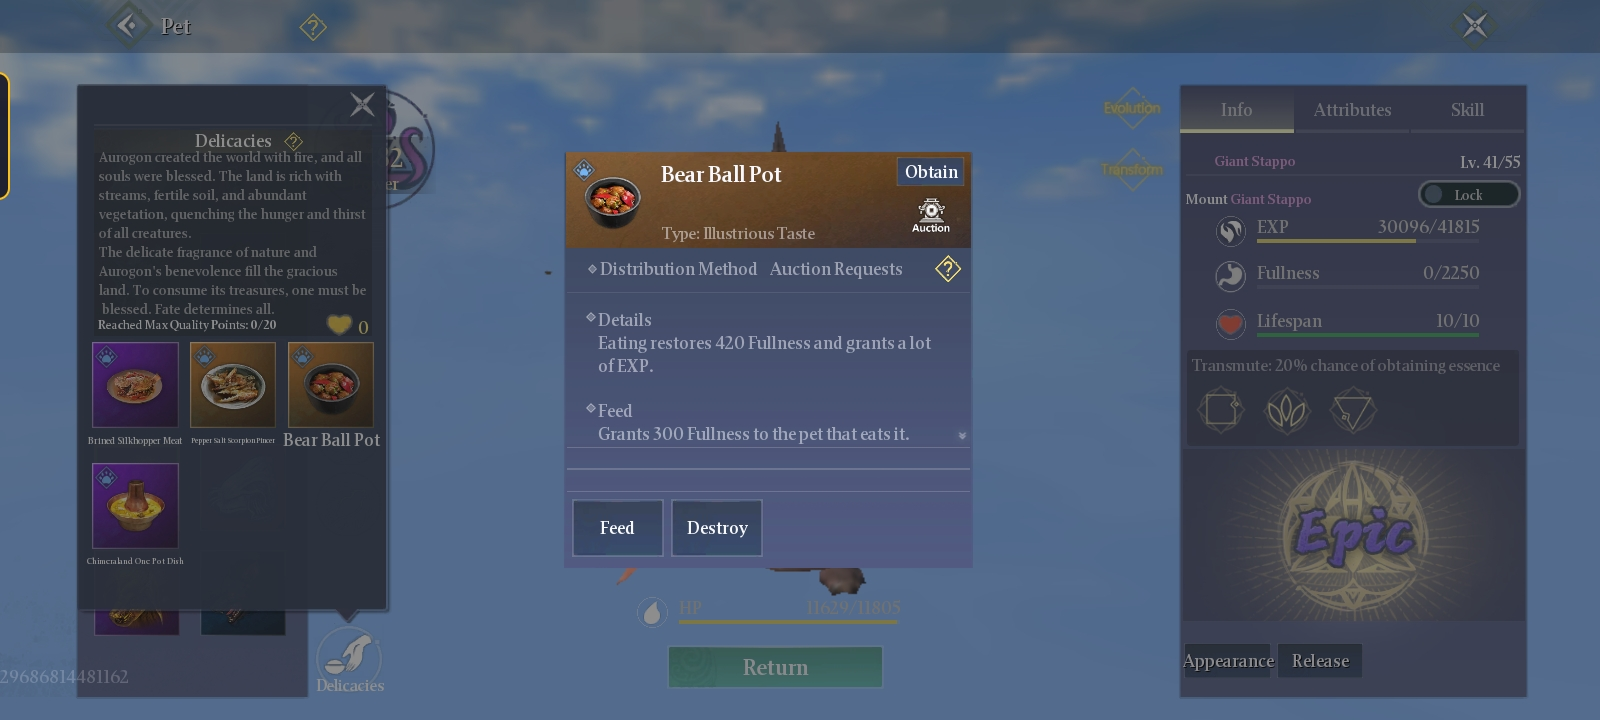 Pet
Delicacies
Aurogon created the world with fire, and all
souls were blessed. The land is rich with
streams, fertile soil, and abundant
vegetation, quenching the hunger and thirst
of all creatures.
The delicate fragrance of nature and
Aurogon's benevolence fill the gracious
land. To consume its treasures, one must be
blessed. Fate determines all.
Reached Max Quality Points: 0/20
0
Brined Silkhopper Meat
Pepper Salt Scorpion Pincer
Bear Ball Pot
Chimeraland One Pot Dish
29686814481162
Delicacies
Bear Ball Pot
Obtain
Auction
Type: Illustrious Taste
Distribution Method Auction Requests
Details
Eating restores 420 Fullness and grants a lot
of EXP.
Feed
Grants 300 Fullness to the pet that eats it.
Feed
Destroy
HP 11629/11805
Return
Evolution
Transform
Info
Attributes
Skill
Giant Stappo
Lv. 41/55
Mount Giant Stappo
Lock
EXP 30096/41815
Fullness 0/2250
Lifespan 10/10
Transmute: 20% chance of obtaining essence
Epic
Appearance
Release